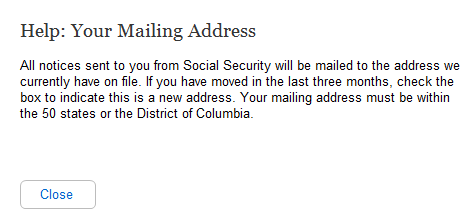 Help: Your Mailing Address
All notices sent to you from Social Security will be mailed to the address we
currently have on file. If you have moved in the last three months, check the
box to indicate this is a new address. Your mailing address must be within
the 50 states or the District of Columbia.
Close